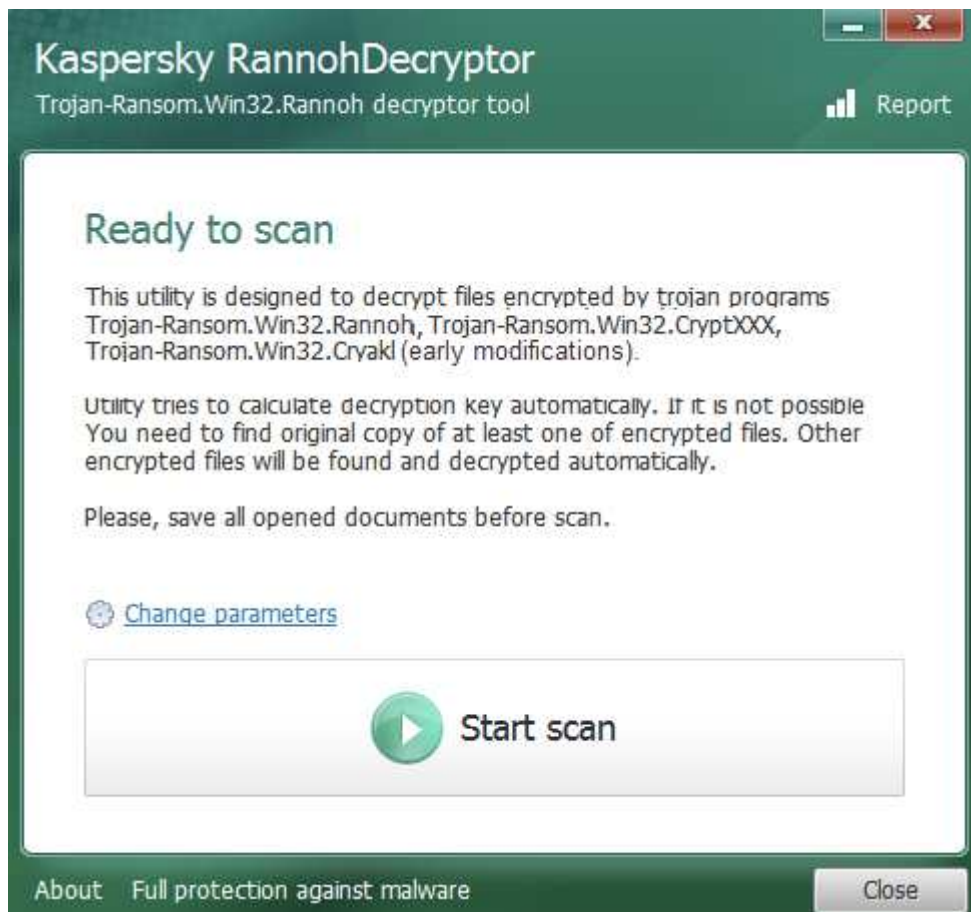 Kaspersky RannohDecryptor
Trojan-Ransom.Win32.Rannoh decryptor tool
Report
Ready to scan
This utility is designed to decrypt files encrypted by trojan programs
Trojan-Ransom.Win32.Rannoh, Trojan-Ransom.Win32.CryptXXX,
Trojan-Ransom.Win32.Cryakl (early modifications).
Utility tries to calculate decryption key automatically. If it is not possible
You need to find original copy of at least one of encrypted files. Other
encrypted files will be found and decrypted automatically.
Please, save all opened documents before scan.
Change parameters
Start scan
About Full protection against malware Close